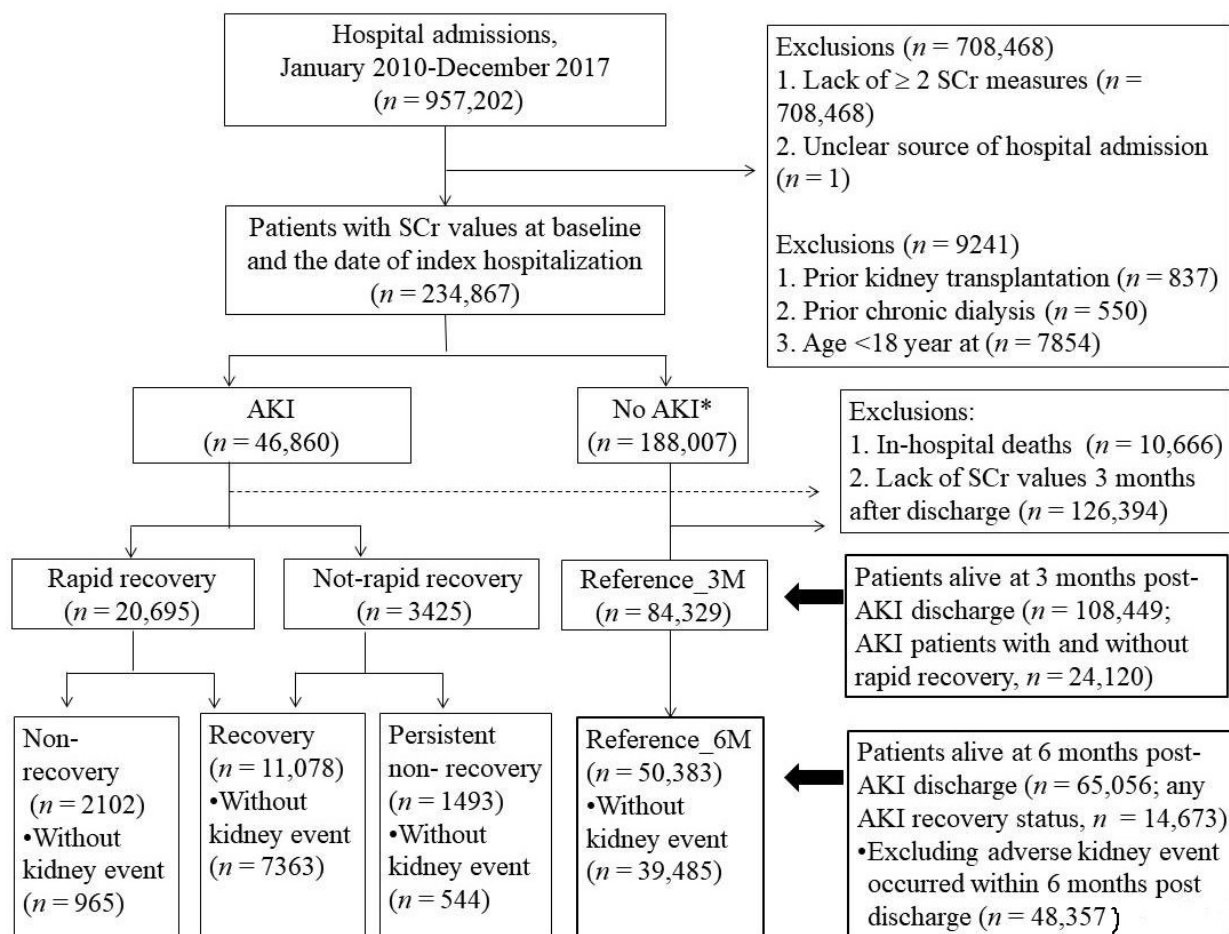 Hospital admissions,
January 2010-December 2017
(n = 957,202)
Exclusions (n = 708,468)
1. Lack of ≥ 2 SCr measures (n =
708,468)
2. Unclear source of hospital admission
(n = 1)
Exclusions (n = 9241)
1. Prior kidney transplantation (n = 837)
2. Prior chronic dialysis (n = 550)
3. Age <18 year at (n = 7854)
Patients with SCr values at baseline
and the date of index hospitalization
(n = 234,867)
AKI
(n = 46,860)
No AKI*
(n = 188,007)
Exclusions:
1. In-hospital deaths (n = 10,666)
2. Lack of SCr values 3 months
after discharge (n = 126,394)
Rapid recovery
(n = 20,695)
Not-rapid recovery
(n = 3425)
Reference_3M
(n = 84,329)
Patients alive at 3 months post-
AKI discharge (n = 108,449;
AKI patients with and without
rapid recovery, n = 24,120)
Non-
recovery
(n = 2102)
•Without
kidney event
(n = 965)
Recovery
(n = 11,078)
•Without
kidney event
n = 7363)
Persistent
non- recovery
(n = 1493)
•Without
kidney event
n = 544)
Reference_6M
(n = 50,383)
•Without
kidney event
(n = 39,485)
Patients alive at 6 months post-
AKI discharge (n = 65,056; any
AKI recovery status, n = 14,673)
•Excluding adverse kidney event
occurred within 6 months post
discharge (n = 48,357)